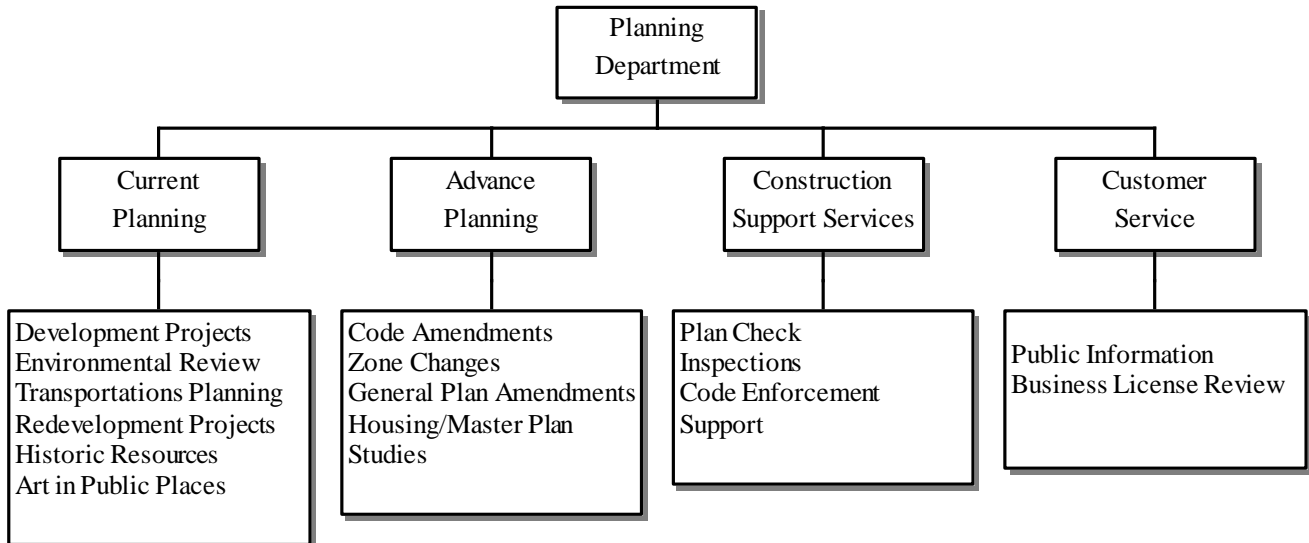 Planning
Department
Current
Planning
Advance
Planning
Construction
Support Services
Customer
Service
Development Projects
Environmental Review
Transportations Planning
Redevelopment Projects
Historic Resources
Art in Public Places
Code Amendments
Zone Changes
General Plan Amendments
Housing/Master Plan
Studies
Plan Check
Inspections
Code Enforcement
Support
Public Information
Business License Review